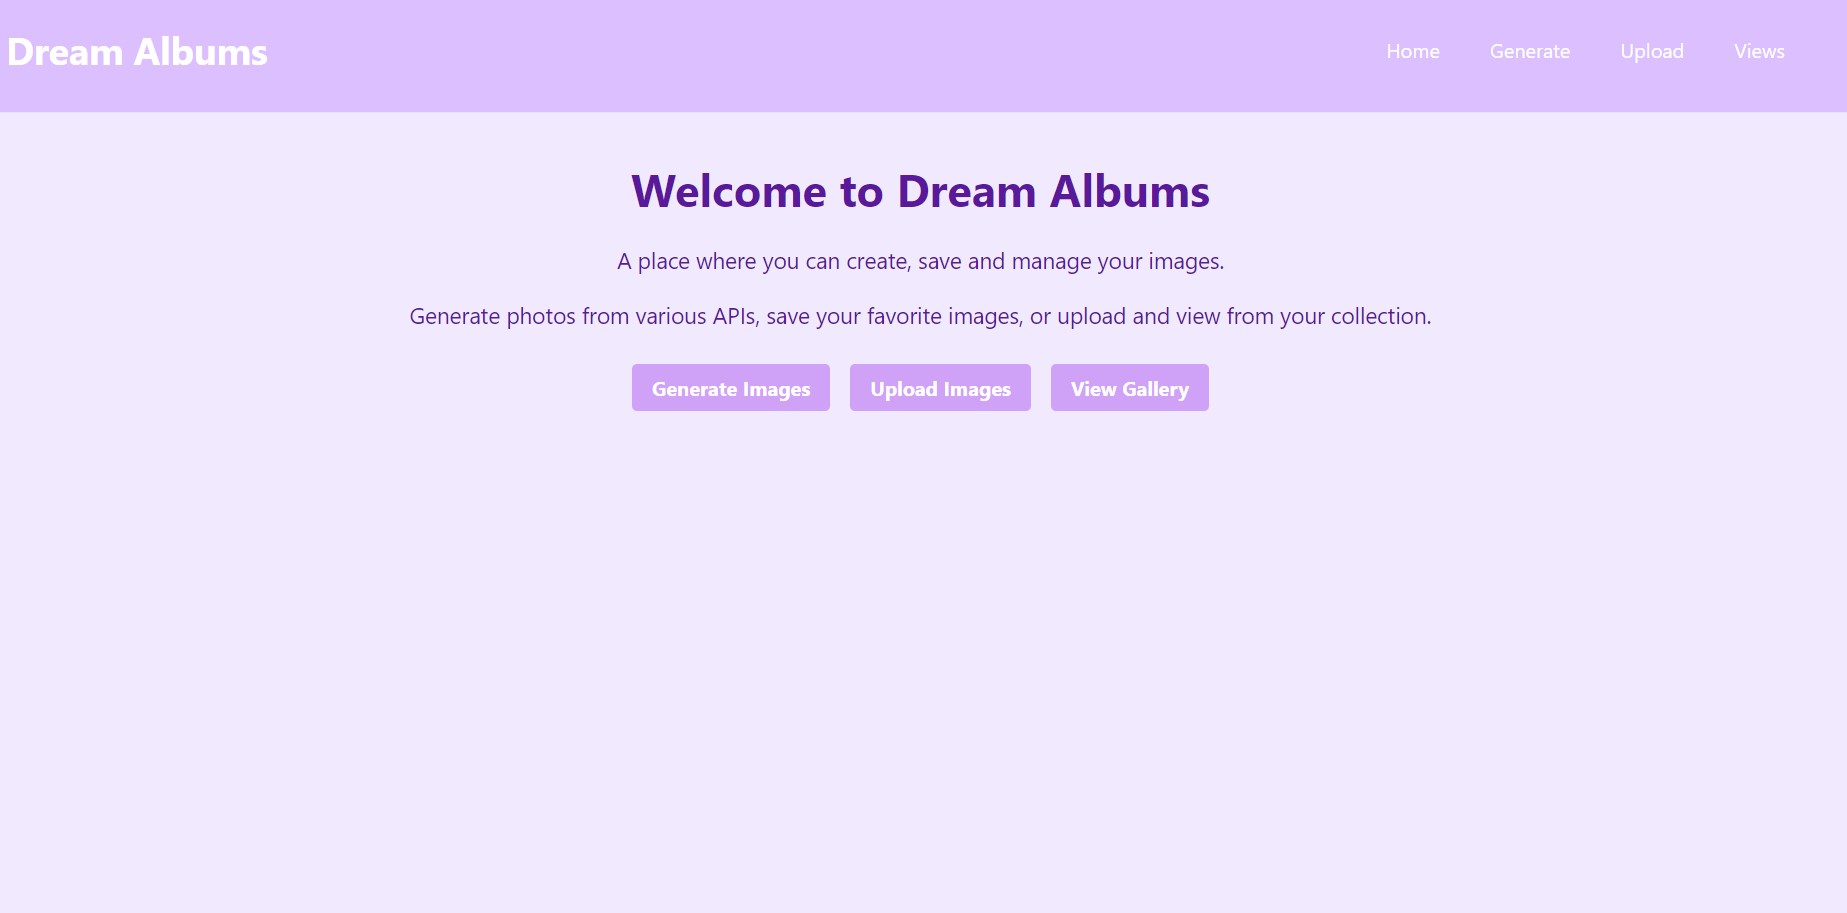 Dream Albums
Home Generate Upload Views
Welcome to Dream Albums
A place where you can create, save and manage your images.
Generate photos from various APIs, save your favorite images, or upload and view from your collection.
Generate Images Upload Images View Gallery